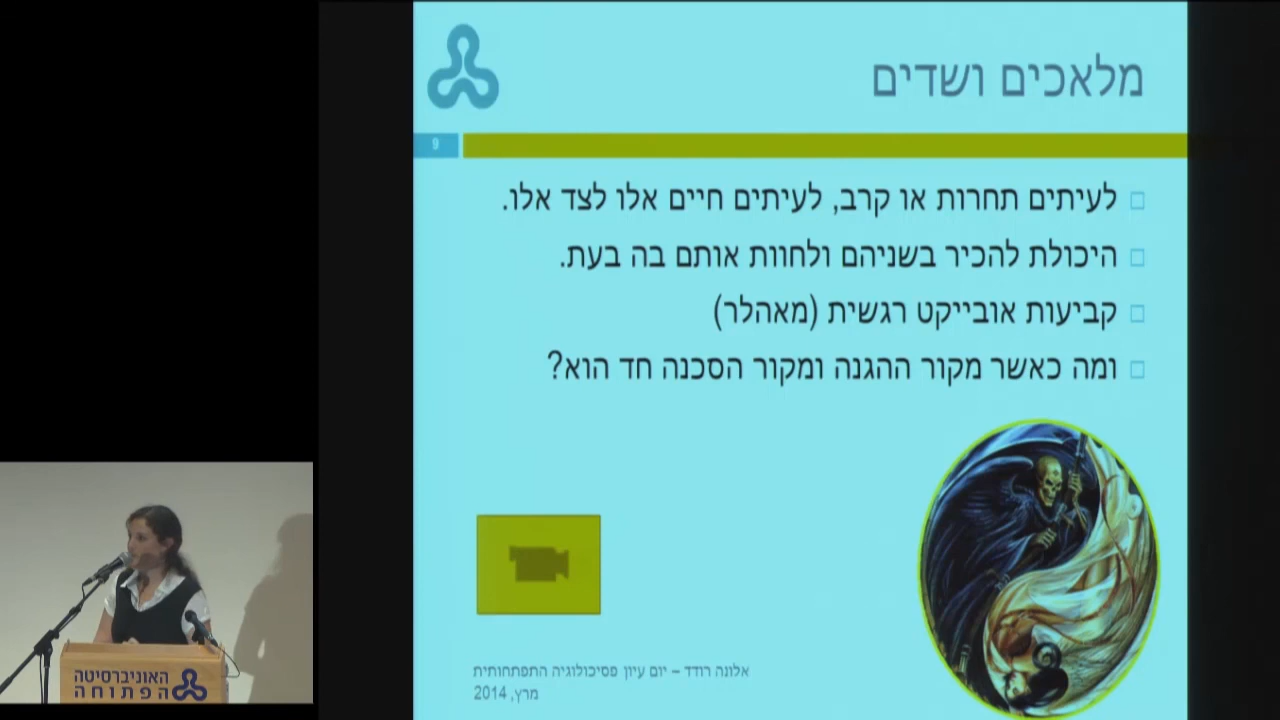 מלאכים ושדים
9
לעיתים תחרות או קרב, לעיתים חיים אלו לצד אלו.
היכולת להכיר בשניהם ולחוות אותם בה בעת.
קביעות אובייקט רגשית (מאהלר)
ומה כאשר מקור ההגנה ומקור הסכנה חד הוא?
אלונה רודד – יום עיון פסיכולוגיה התפתחותית
מרץ, 2014
האוניברסיטה
הפתוחה